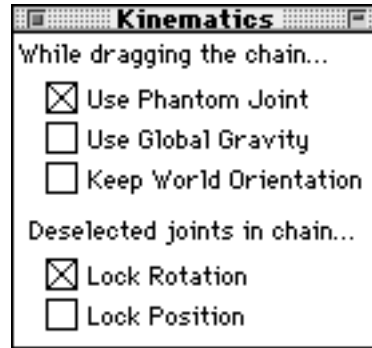 Kinematics
While dragging the chain...
Use Phantom Joint
Use Global Gravity
Keep World Orientation
Deselected joints in chain...
Lock Rotation
Lock Position